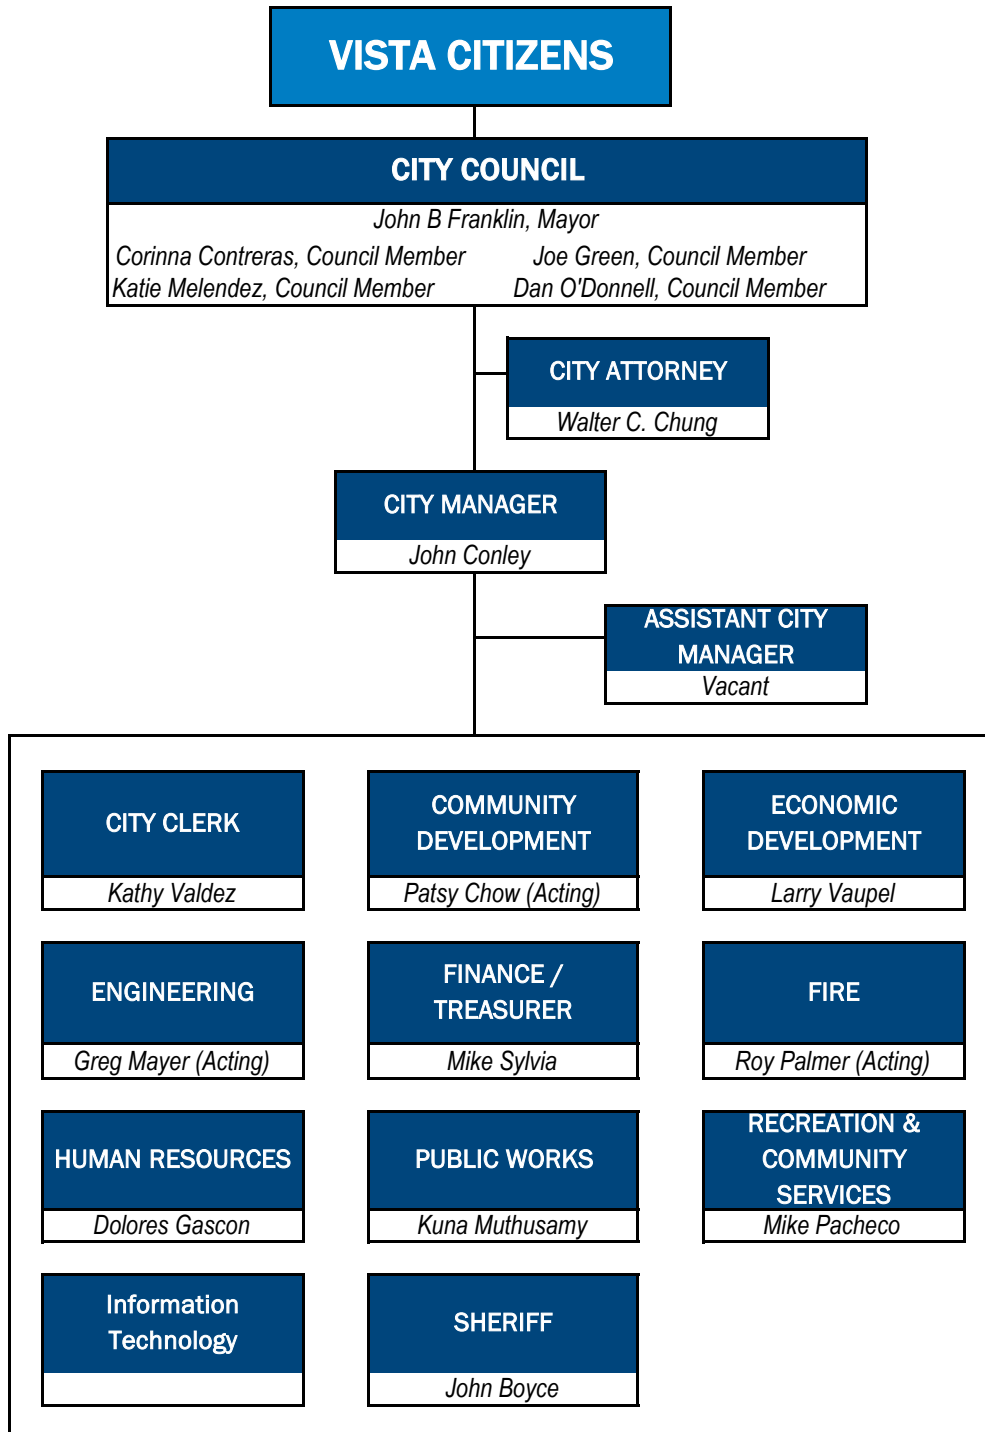 VISTA CITIZENS
CITY COUNCIL
John B Franklin, Mayor
Corinna Contreras, Council Member
Joe Green, Council Member
Katie Melendez, Council Member
Dan O'Donnell, Council Member
CITY ATTORNEY
Walter C. Chung
CITY MANAGER
John Conley
ASSISTANT CITY
MANAGER
Vacant
CITY CLERK
Kathy Valdez
COMMUNITY
DEVELOPMENT
Patsy Chow (Acting)
ECONOMIC
DEVELOPMENT
Larry Vaupel
ENGINEERING
Greg Mayer (Acting)
FINANCE /
TREASURER
Mike Sylvia
FIRE
Roy Palmer (Acting)
HUMAN RESOURCES
Dolores Gascon
PUBLIC WORKS
Kuna Muthusamy
RECREATION &
COMMUNITY
SERVICES
Mike Pacheco
Information
Technology
SHERIFF
John Boyce